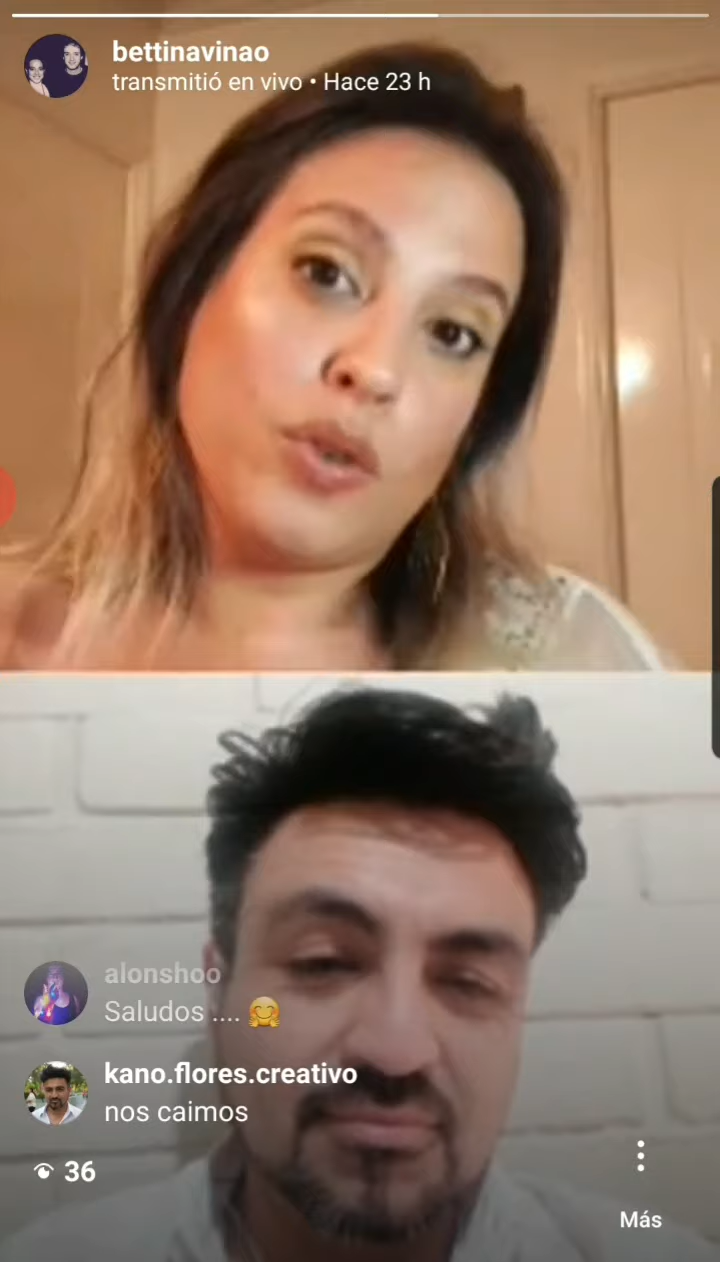 bettinavinao
transmitió en vivo • Hace 23 h
alonshoo
Saludos .... 🤗
kano.flores.creativo
nos caimos
36
Más